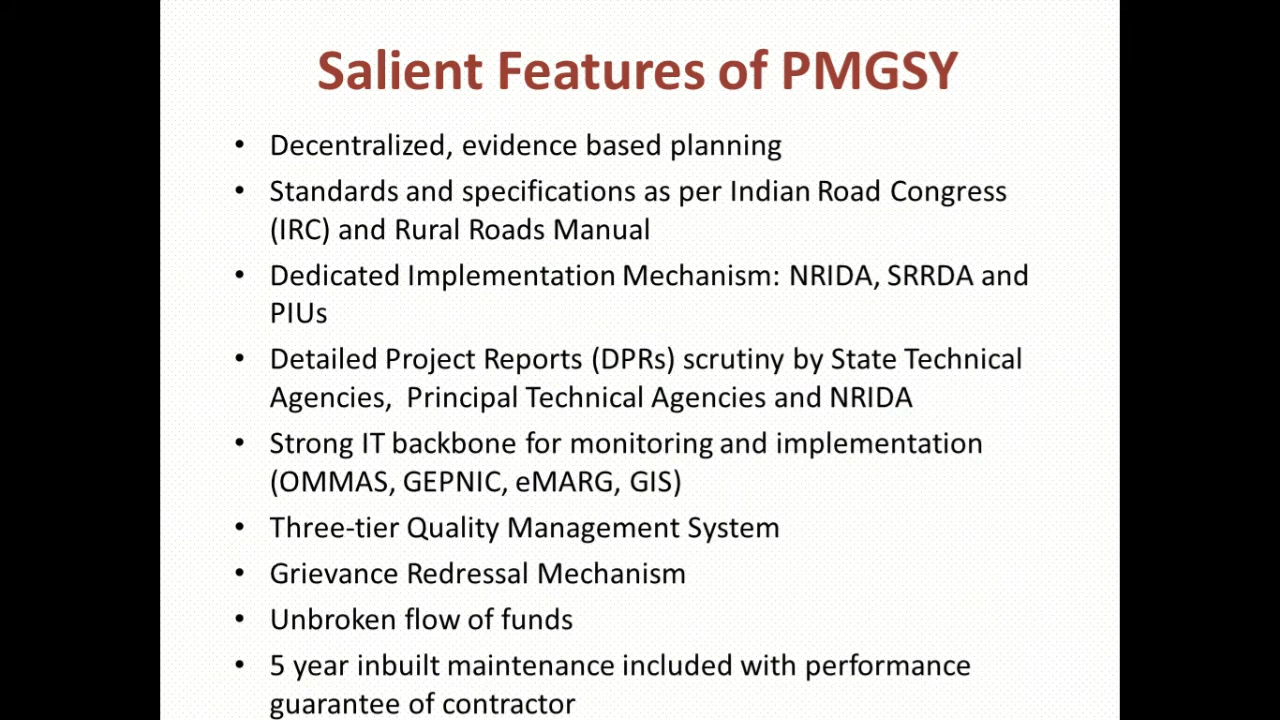 Salient Features of PMGSY
• Decentralized, evidence based planning
• Standards and specifications as per Indian Road Congress
(IRC) and Rural Roads Manual
• Dedicated Implementation Mechanism: NRIDA, SRRDA and
PIUs
• Detailed Project Reports (DPRs) scrutiny by State Technical
Agencies, Principal Technical Agencies and NRIDA
• Strong IT backbone for monitoring and implementation
(OMMAS, GEPNIC, eMARG, GIS)
• Three-tier Quality Management System
• Grievance Redressal Mechanism
• Unbroken flow of funds
• 5 year inbuilt maintenance included with performance
guarantee of contractor